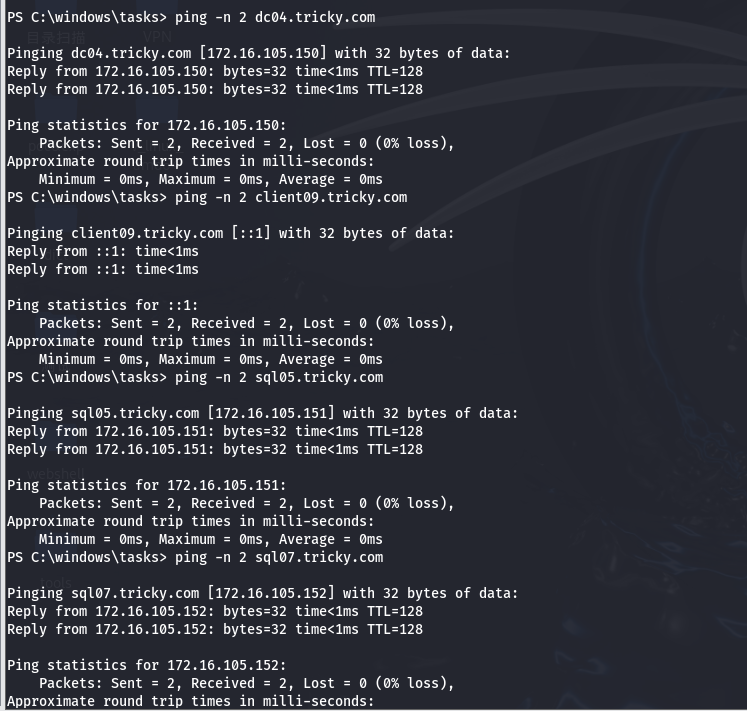 PS C:\windows\tasks> ping -n 2 dc04.tricky.com
目录扫描 VPN
Pinging dc04.tricky.com [172.16.105.150] with 32 bytes of data:
Reply from 172.16.105.150: bytes=32 time<1ms TTL=128
Reply from 172.16.105.150: bytes=32 time<1ms TTL=128
Ping statistics for 172.16.105.150:
    Packets: Sent = 2, Received = 2, Lost = 0 (0% loss),
Approximate round trip times in milli-seconds:
    Minimum = 0ms, Maximum = 0ms, Average = 0ms
PS C:\windows\tasks> ping -n 2 client09.tricky.com
Pinging client09.tricky.com [::1] with 32 bytes of data:
Reply from ::1: time<1ms
Reply from ::1: time<1ms
Ping statistics for ::1:
    Packets: Sent = 2, Received = 2, Lost = 0 (0% loss),
Approximate round trip times in milli-seconds:
    Minimum = 0ms, Maximum = 0ms, Average = 0ms
PS C:\windows\tasks> ping -n 2 sql05.tricky.com
Pinging sql05.tricky.com [172.16.105.151] with 32 bytes of data:
Reply from 172.16.105.151: bytes=32 time<1ms TTL=128
Reply from 172.16.105.151: bytes=32 time<1ms TTL=128
webshell
Ping statistics for 172.16.105.151:
    Packets: Sent = 2, Received = 2, Lost = 0 (0% loss),
Approximate round trip times in milli-seconds:
    Minimum = 0ms, Maximum = 0ms, Average = 0ms
PS C:\windows\tasks> ping -n 2 sql07.tricky.com
tools
Pinging sql07.tricky.com [172.16.105.152] with 32 bytes of data:
Reply from 172.16.105.152: bytes=32 time<1ms TTL=128
Reply from 172.16.105.152: bytes=32 time<1ms TTL=128
Ping statistics for 172.16.105.152:
    Packets: Sent = 2, Received = 2, Lost = 0 (0% loss),
Approximate round trip times in milli-seconds: